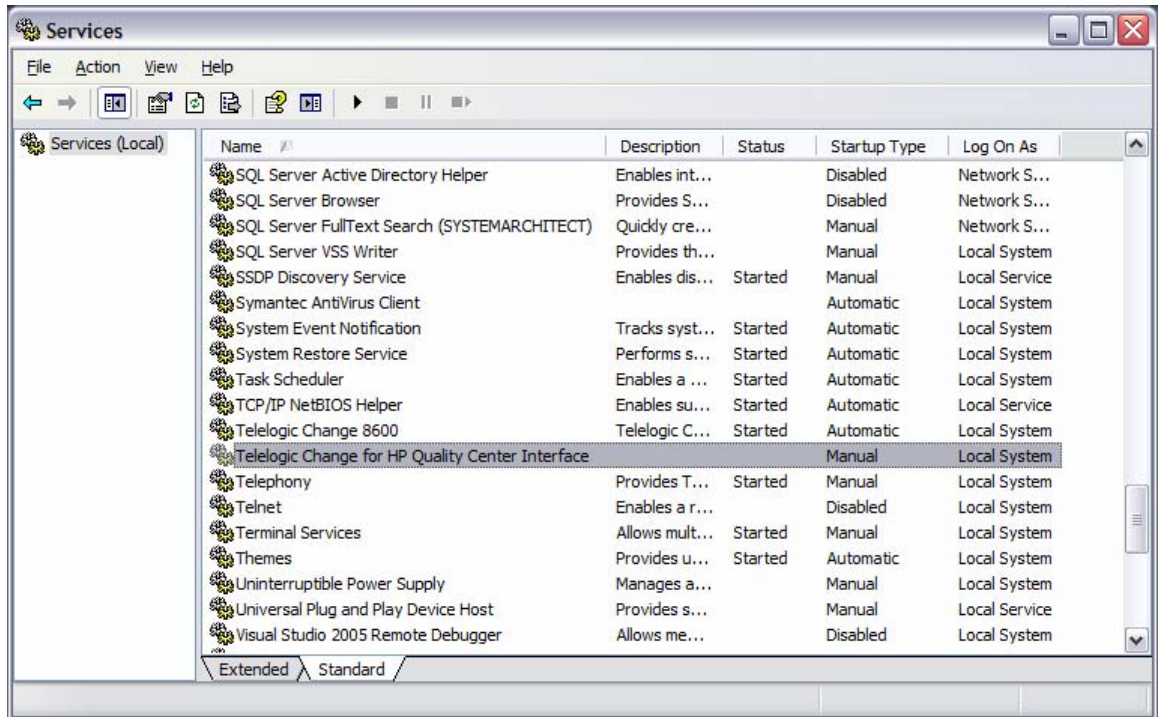 Services
File Action View Help
Services (Local)
Name Description Status Startup Type Log On As
SQL Server Active Directory Helper Enables int... Disabled Network S...
SQL Server Browser Provides S... Disabled Network S...
SQL Server FullText Search (SYSTEMARCHITECT) Quickly cre... Manual Network S...
SQL Server VSS Writer Provides th... Manual Local System
SSDP Discovery Service Enables dis... Started Manual Local Service
Symantec AntiVirus Client Automatic Local System
System Event Notification Tracks syst... Started Automatic Local System
System Restore Service Performs s... Started Automatic Local System
Task Scheduler Enables a ... Started Automatic Local System
TCP/IP NetBIOS Helper Enables su... Started Automatic Local Service
Telelogic Change 8600 Telelogic C... Started Automatic Local System
Telelogic Change for HP Quality Center Interface Manual Local System
Telephony Provides T... Started Manual Local System
Telnet Enables a r... Disabled Local System
Terminal Services Allows mult... Started Manual Local System
Themes Provides u... Started Automatic Local System
Uninterruptible Power Supply Manages a... Manual Local System
Universal Plug and Play Device Host Provides s... Manual Local Service
Visual Studio 2005 Remote Debugger Allows me... Disabled Local System
Extended Standard